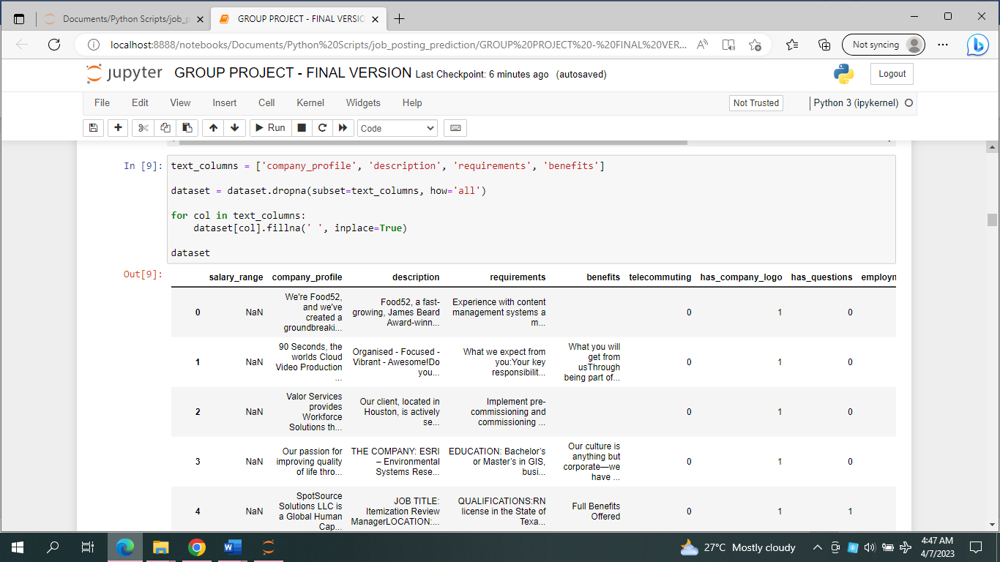 Documents/Python Scripts/job_p
GROUP PROJECT - FINAL VERSIO
localhost:8888/notebooks/Documents/Python%20Scripts/job_posting_prediction/GROUP%20PROJECT%20-%20FINAL%20VER...
Not syncing
jupyter GROUP PROJECT - FINAL VERSION Last Checkpoint: 6 minutes ago (autosaved)
Logout
File Edit View Insert Cell Kernel Widgets Help
Not Trusted
Python 3 (ipykernel)
Run
Code
In [9]:
text_columns = ['company_profile', 'description', 'requirements', 'benefits']
dataset = dataset.dropna(subset=text_columns, how='all')
for col in text_columns:
    dataset[col].fillna(' ', inplace=True)
dataset
Out[9]:
salary_range company_profile description requirements benefits telecommuting has_company_logo has_questions employn
We're Food52,
and we've Food52, a fast- Experience with content
0 NaN created a growing, James Beard management systems a 0 1 0
groundbreaki... Award-winn... m...
90 Seconds, the Organised - Focused - What we expect from What you will
1 NaN worlds Cloud Vibrant - Awesome!Do you:Your key get from 0 1 0
Video Production you... responsibilit... usThrough
... being part of...
Valor Services Our client, located in Implement pre-
2 NaN provides Houston, is actively commissioning and 0 1 0
Workforce se... commissioning ...
Solutions th...
Our passion for THE COMPANY: ESRI EDUCATION: Bachelor’s Our culture is
3 NaN improving quality – Environmental or Master’s in GIS, anything but 0 1 0
of life thro... Systems Rese... busi... corporate—we
have ...
SpotSource JOB TITLE: QUALIFICATIONS:RN Full Benefits
4 NaN Solutions LLC is Itemization Review license in the State of Offered 0 1 1
a Global Human ManagerLOCATION:... Texa...
Cap...
27°C Mostly cloudy
4:47 AM
4/7/2023